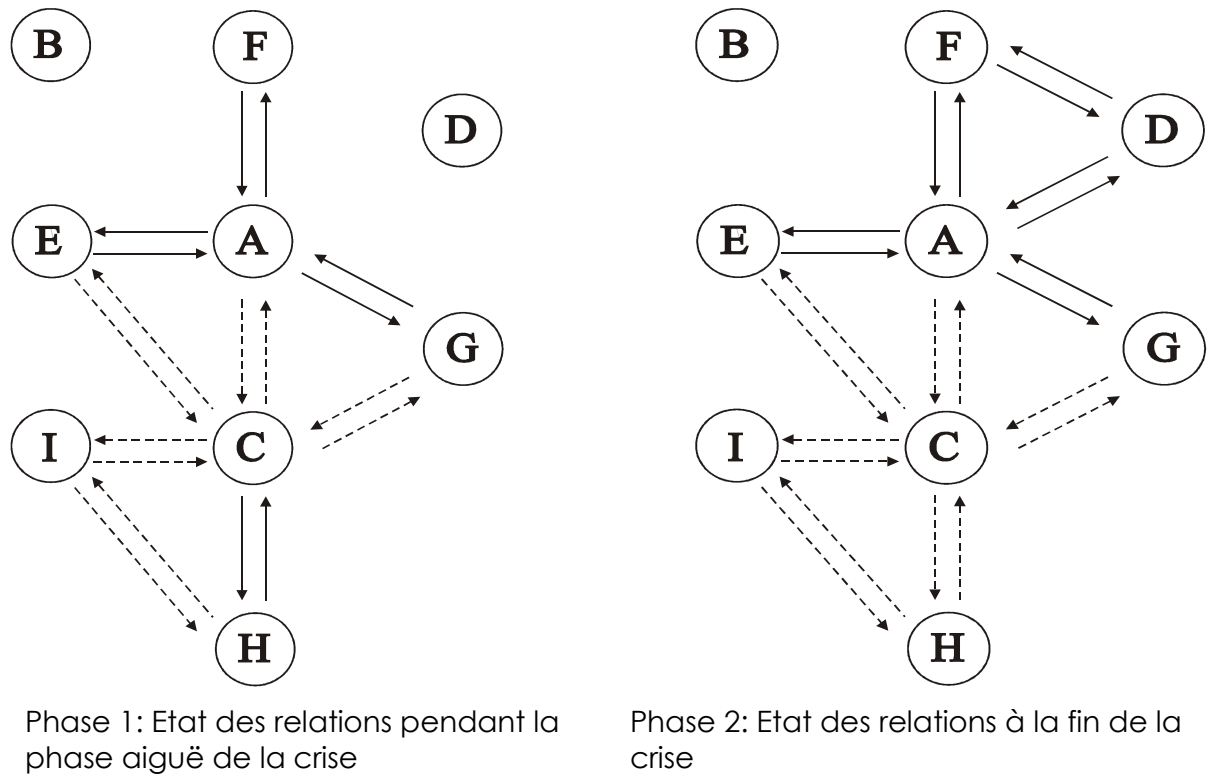 B
F
D
E
A
G
I
C
H
Phase 1: Etat des relations pendant la
phase aiguë de la crise
B
F
D
E
A
G
I
C
H
Phase 2: Etat des relations à la fin de la
crise